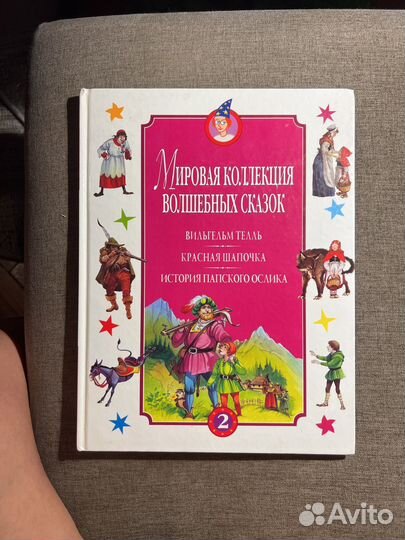 Мировая коллекция
волшебных сказок
Вильгельм Телль
Красная Шапочка
История папского ослика
2
Avito